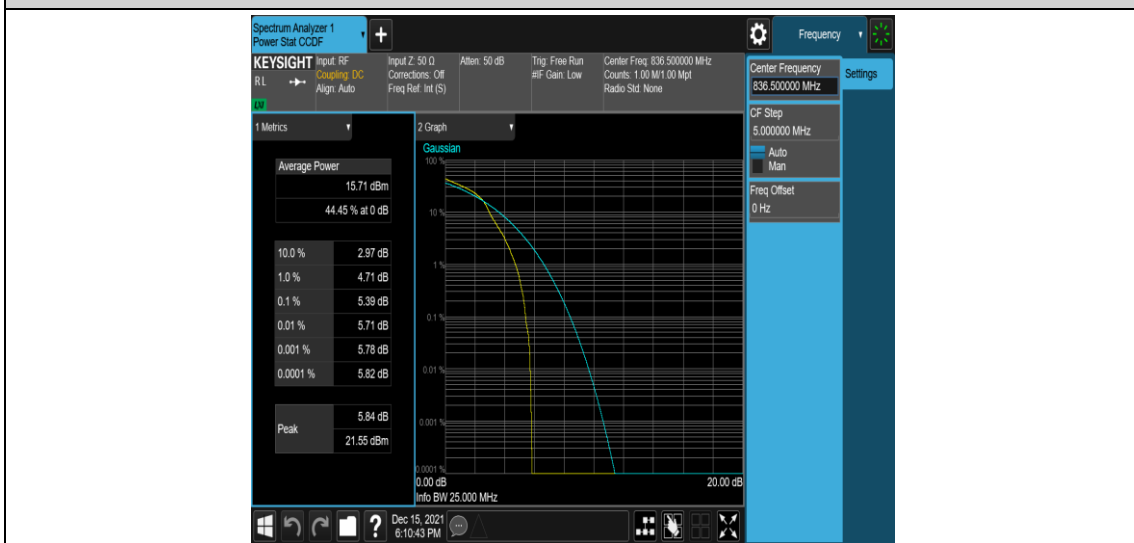 Spectrum Analyzer 1
Power Stat CCDF
Frequency
KEYSIGHT
RL
LXI
Input: RF
Coupling: DC
Align: Auto
Input Z: 50 Ω
Corrections: Off
Freq Ref: Int (S)
Atten: 50 dB
Trig: Free Run
#IF Gain: Low
Center Freq: 836.500000 MHz
Counts: 1.00 M/1.00 Mpt
Radio Std: None
Center Frequency
836.500000 MHz
Settings
CF Step
5.000000 MHz
Auto
Man
Freq Offset
0 Hz
1 Metrics
Average Power
15.71 dBm
44.45 % at 0 dB
10.0 % 2.97 dB
1.0 % 4.71 dB
0.1 % 5.39 dB
0.01 % 5.71 dB
0.001 % 5.78 dB
0.0001 % 5.82 dB
Peak
5.84 dB
21.55 dBm
2 Graph
Gaussian
100 %
10 %
1 %
0.1 %
0.01 %
0.001 %
0.0001 %
0.00 dB 20.00 dB
Info BW 25.000 MHz
?
Dec 15, 2021
6:10:43 PM